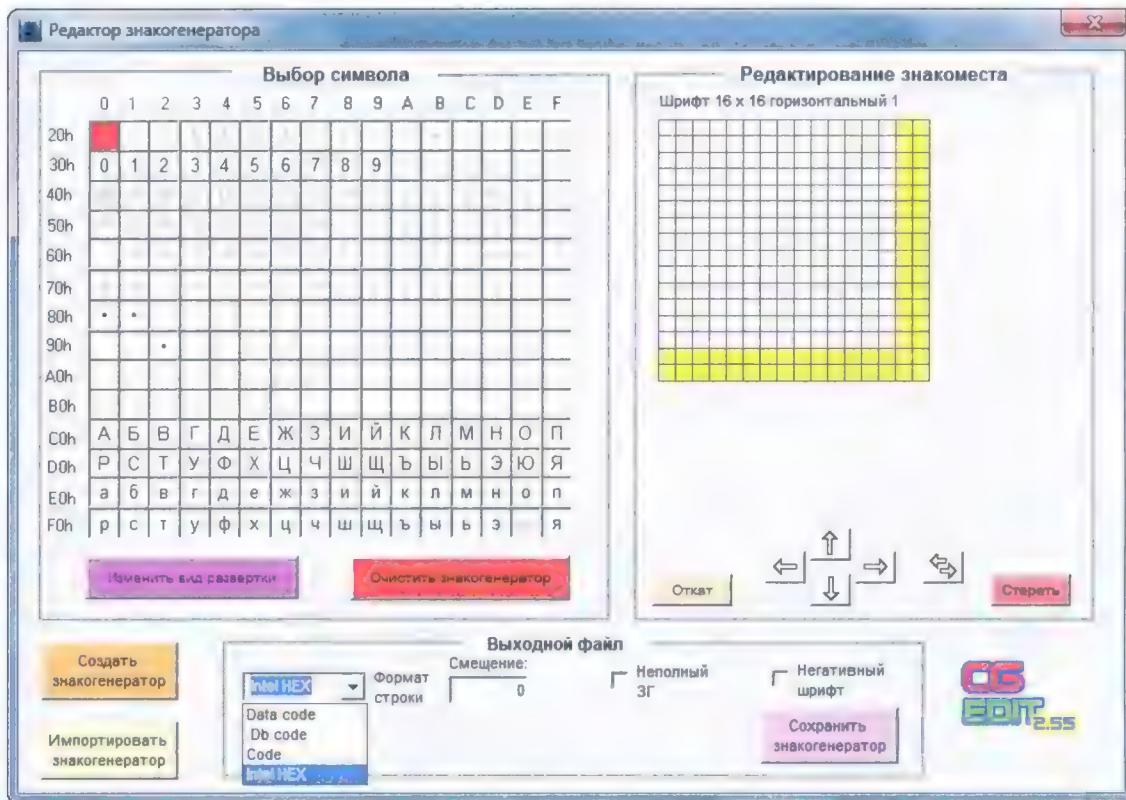 Редактор знакогенератора
Выбор символа
0 1 2 3 4 5 6 7 8 9 A B C D E F
20h
30h 0 1 2 3 4 5 6 7 8 9
40h
50h
60h
70h
80h
90h
A0h
B0h
C0h А Б В Г Д Е Ж З И Й К Л М Н О П
D0h Р С Т У Ф Х Ц Ч Ш Щ Ъ Ы Ь Э Ю Я
E0h а б в г д е ж з и й к л м н о п
F0h р с т у ф х ц ч ш щ ъ ы ь э я
Изменить вид развертки
Очистить знакогенератор
Редактирование знакоместа
Шрифт 16 x 16 горизонтальный 1
Откат
Стереть
Создать
знакогенератор
Импортировать
знакогенератор
Выходной файл
Intel HEX
Data code
Db code
Code
Intel HEX
Формат
строки
Смещение:
0
Неполный
ЗГ
Негативный
шрифт
Сохранить
знакогенератор
CG
EDIT 2.55